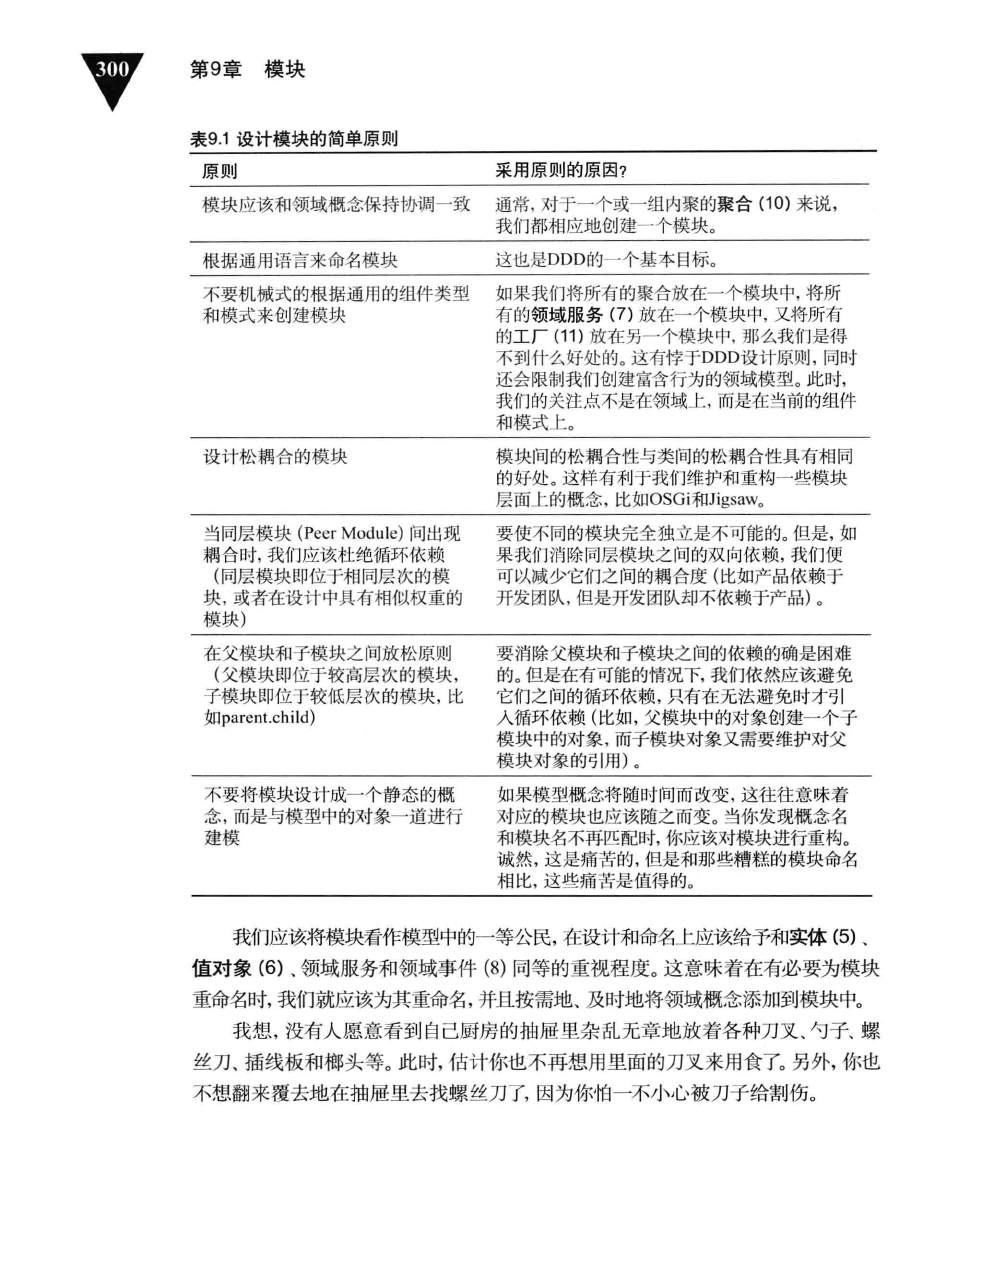 300
第9章 模块
表9.1 设计模块的简单原则
原则 采用原则的原因?
模块应该和领域概念保持协调一致 通常, 对于一个或一组内聚的聚合 (10) 来说,
我们都相应地创建一个模块。
根据通用语言来命名模块 这也是DDD的一个基本目标。
不要机械式的根据通用的组件类型 如果我们将所有的聚合放在一个模块中, 将所
和模式来创建模块 有的领域服务 (7) 放在一个模块中, 又将所有
的工厂 (11) 放在另一个模块中, 那么我们是得
不到什么好处的。这有悖于DDD设计原则, 同时
还会限制我们创建富含行为的领域模型。此时,
我们的关注点不是在领域上, 而是在当前的组件
和模式上。
设计松耦合的模块 模块间的松耦合性与类间的松耦合性具有相同
的好处。这样有利于我们维护和重构一些模块
层面上的概念, 比如OSGi和Jigsaw。
当同层模块 (Peer Module) 间出现 要使不同的模块完全独立是不可能的。但是, 如
耦合时, 我们应该杜绝循环依赖 果我们消除同层模块之间的双向依赖, 我们便
(同层模块即位于相同层次的模 可以减少它们之间的耦合度 (比如产品依赖于
块, 或者在设计中具有相似权重的 开发团队, 但是开发团队却不依赖于产品) 。
模块)
在父模块和子模块之间放松原则 要消除父模块和子模块之间的依赖的确是困难
(父模块即位于较高层次的模块, 的。但是在有可能的情况下, 我们依然应该避免
子模块即位于较低层次的模块, 比 它们之间的循环依赖, 只有在无法避免时才引
如parent.child) 入循环依赖 (比如, 父模块中的对象创建一个子
模块中的对象, 而子模块对象又需要维护对父
模块对象的引用) 。
不要将模块设计成一个静态的概 如果模型概念将随时间而改变, 这往往意味着
念, 而是与模型中的对象一道进行 对应的模块也应该随之而变。当你发现概念名
建模 和模块名不再匹配时, 你应该对模块进行重构。
诚然, 这是痛苦的, 但是和那些糟糕的模块命名
相比, 这些痛苦是值得的。
我们应该将模块看作模型中的一等公民, 在设计和命名上应该给予和实体 (5) 、
值对象 (6) 、领域服务和领域事件 (8) 同等的重视程度。这意味着在有必要为模块
重命名时, 我们就应该为其重命名, 并且按需地、及时地将领域概念添加到模块中。
我想, 没有人愿意看到自己厨房的抽屉里杂乱无章地放着各种刀叉、勺子、螺
丝刀、插线板和榔头等。此时, 估计你也不再想用里面的刀叉来用食了。另外, 你也
不想翻来覆去地在抽屉里去找螺丝刀了, 因为你怕一不小心被刀子给割伤。